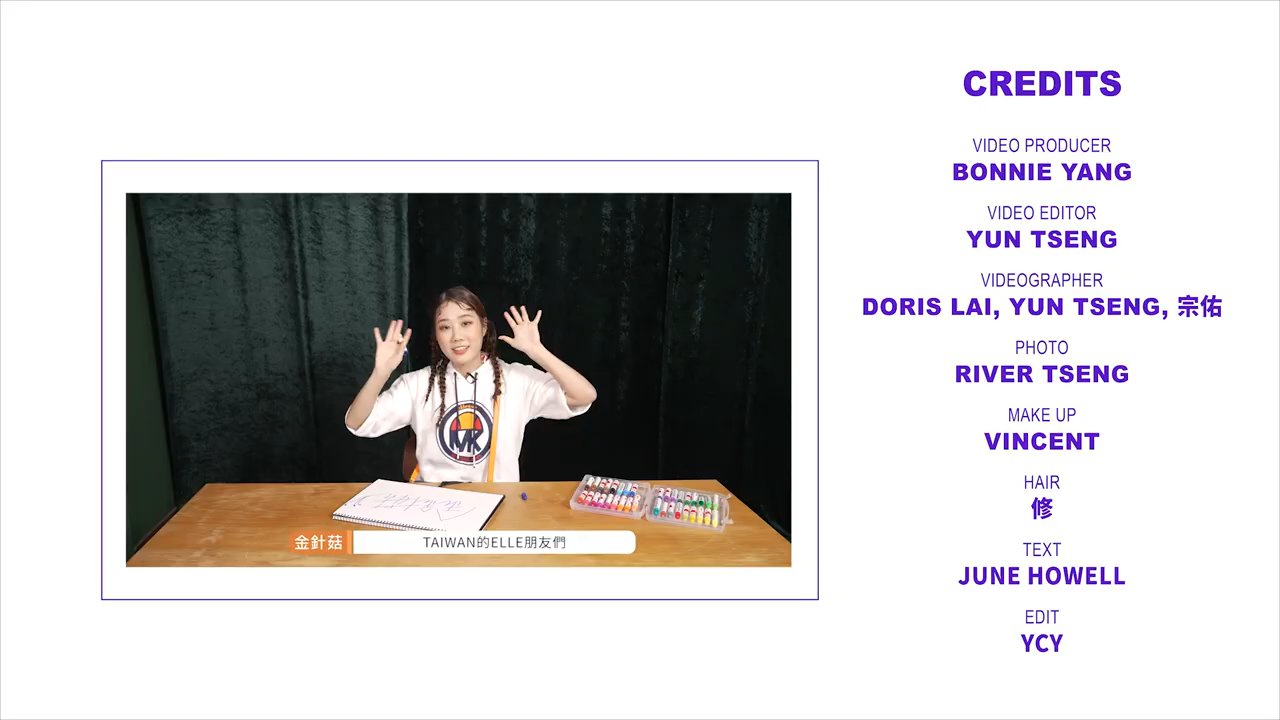 CREDITS
VIDEO PRODUCER
BONNIE YANG
VIDEO EDITOR
YUN TSENG
VIDEOGRAPHER
DORIS LAI, YUN TSENG, 宗佑
PHOTO
RIVER TSENG
MAKE UP
VINCENT
HAIR
修
TEXT
JUNE HOWELL
EDIT
YCY
MK
金針菇
TAIWAN的ELLE朋友們